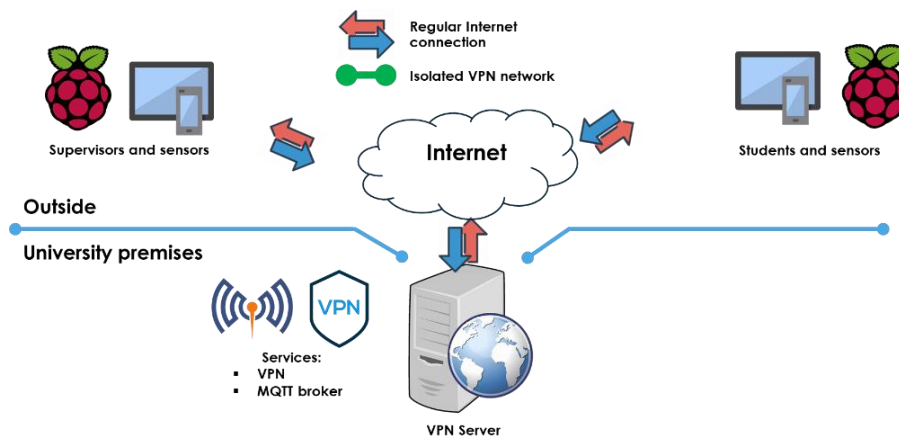 Regular Internet
connection
Isolated VPN network
Supervisors and sensors
Internet
Students and sensors
Outside
University premises
VPN
Services:
▪ VPN
▪ MQTT broker
VPN Server